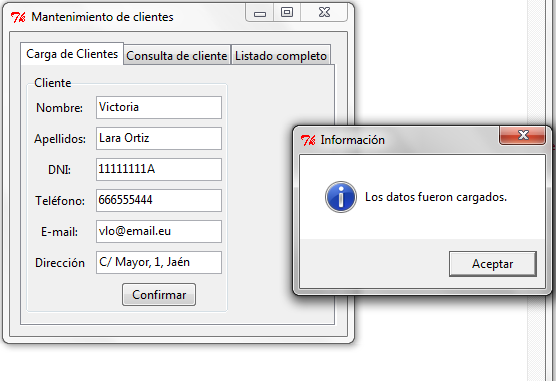 Mantenimiento de clientes
Carga de Clientes Consulta de cliente Listado completo
Cliente
Nombre: Victoria
Apellidos: Lara Ortiz
DNI: 11111111A
Teléfono: 666555444
E-mail: vlo@email.eu
Dirección C/ Mayor, 1, Jaén
Confirmar
Información
Los datos fueron cargados.
Aceptar